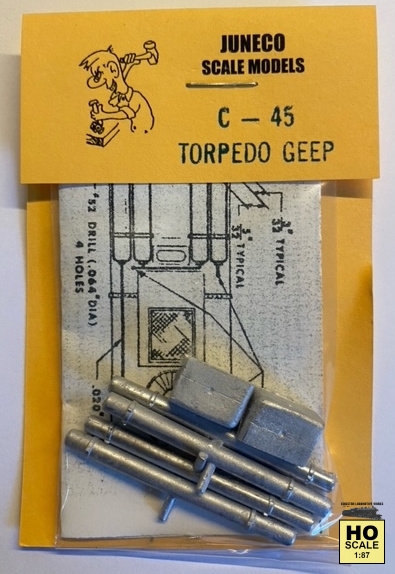 JUNECO
SCALE MODELS
C - 45
TORPEDO GEEP
#52 DRILL (.064" DIA)
4 HOLES
5/32" TYPICAL
3/32" TYPICAL
.020"
HO
SCALE
1:87